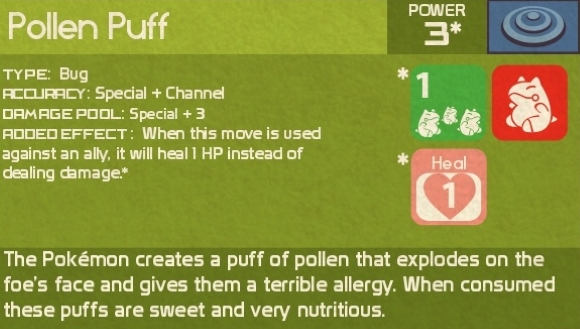 Pollen Puff
POWER
3*
TYPE: Bug
ACCURACY: Special + Channel
DAMAGE POOL: Special + 3
ADDED EFFECT: When this move is used
against an ally, it will heal 1 HP instead of
dealing damage.*
* 1
* Heal
1
The Pokémon creates a puff of pollen that explodes on the
foe's face and gives them a terrible allergy. When consumed
these puffs are sweet and very nutritious.